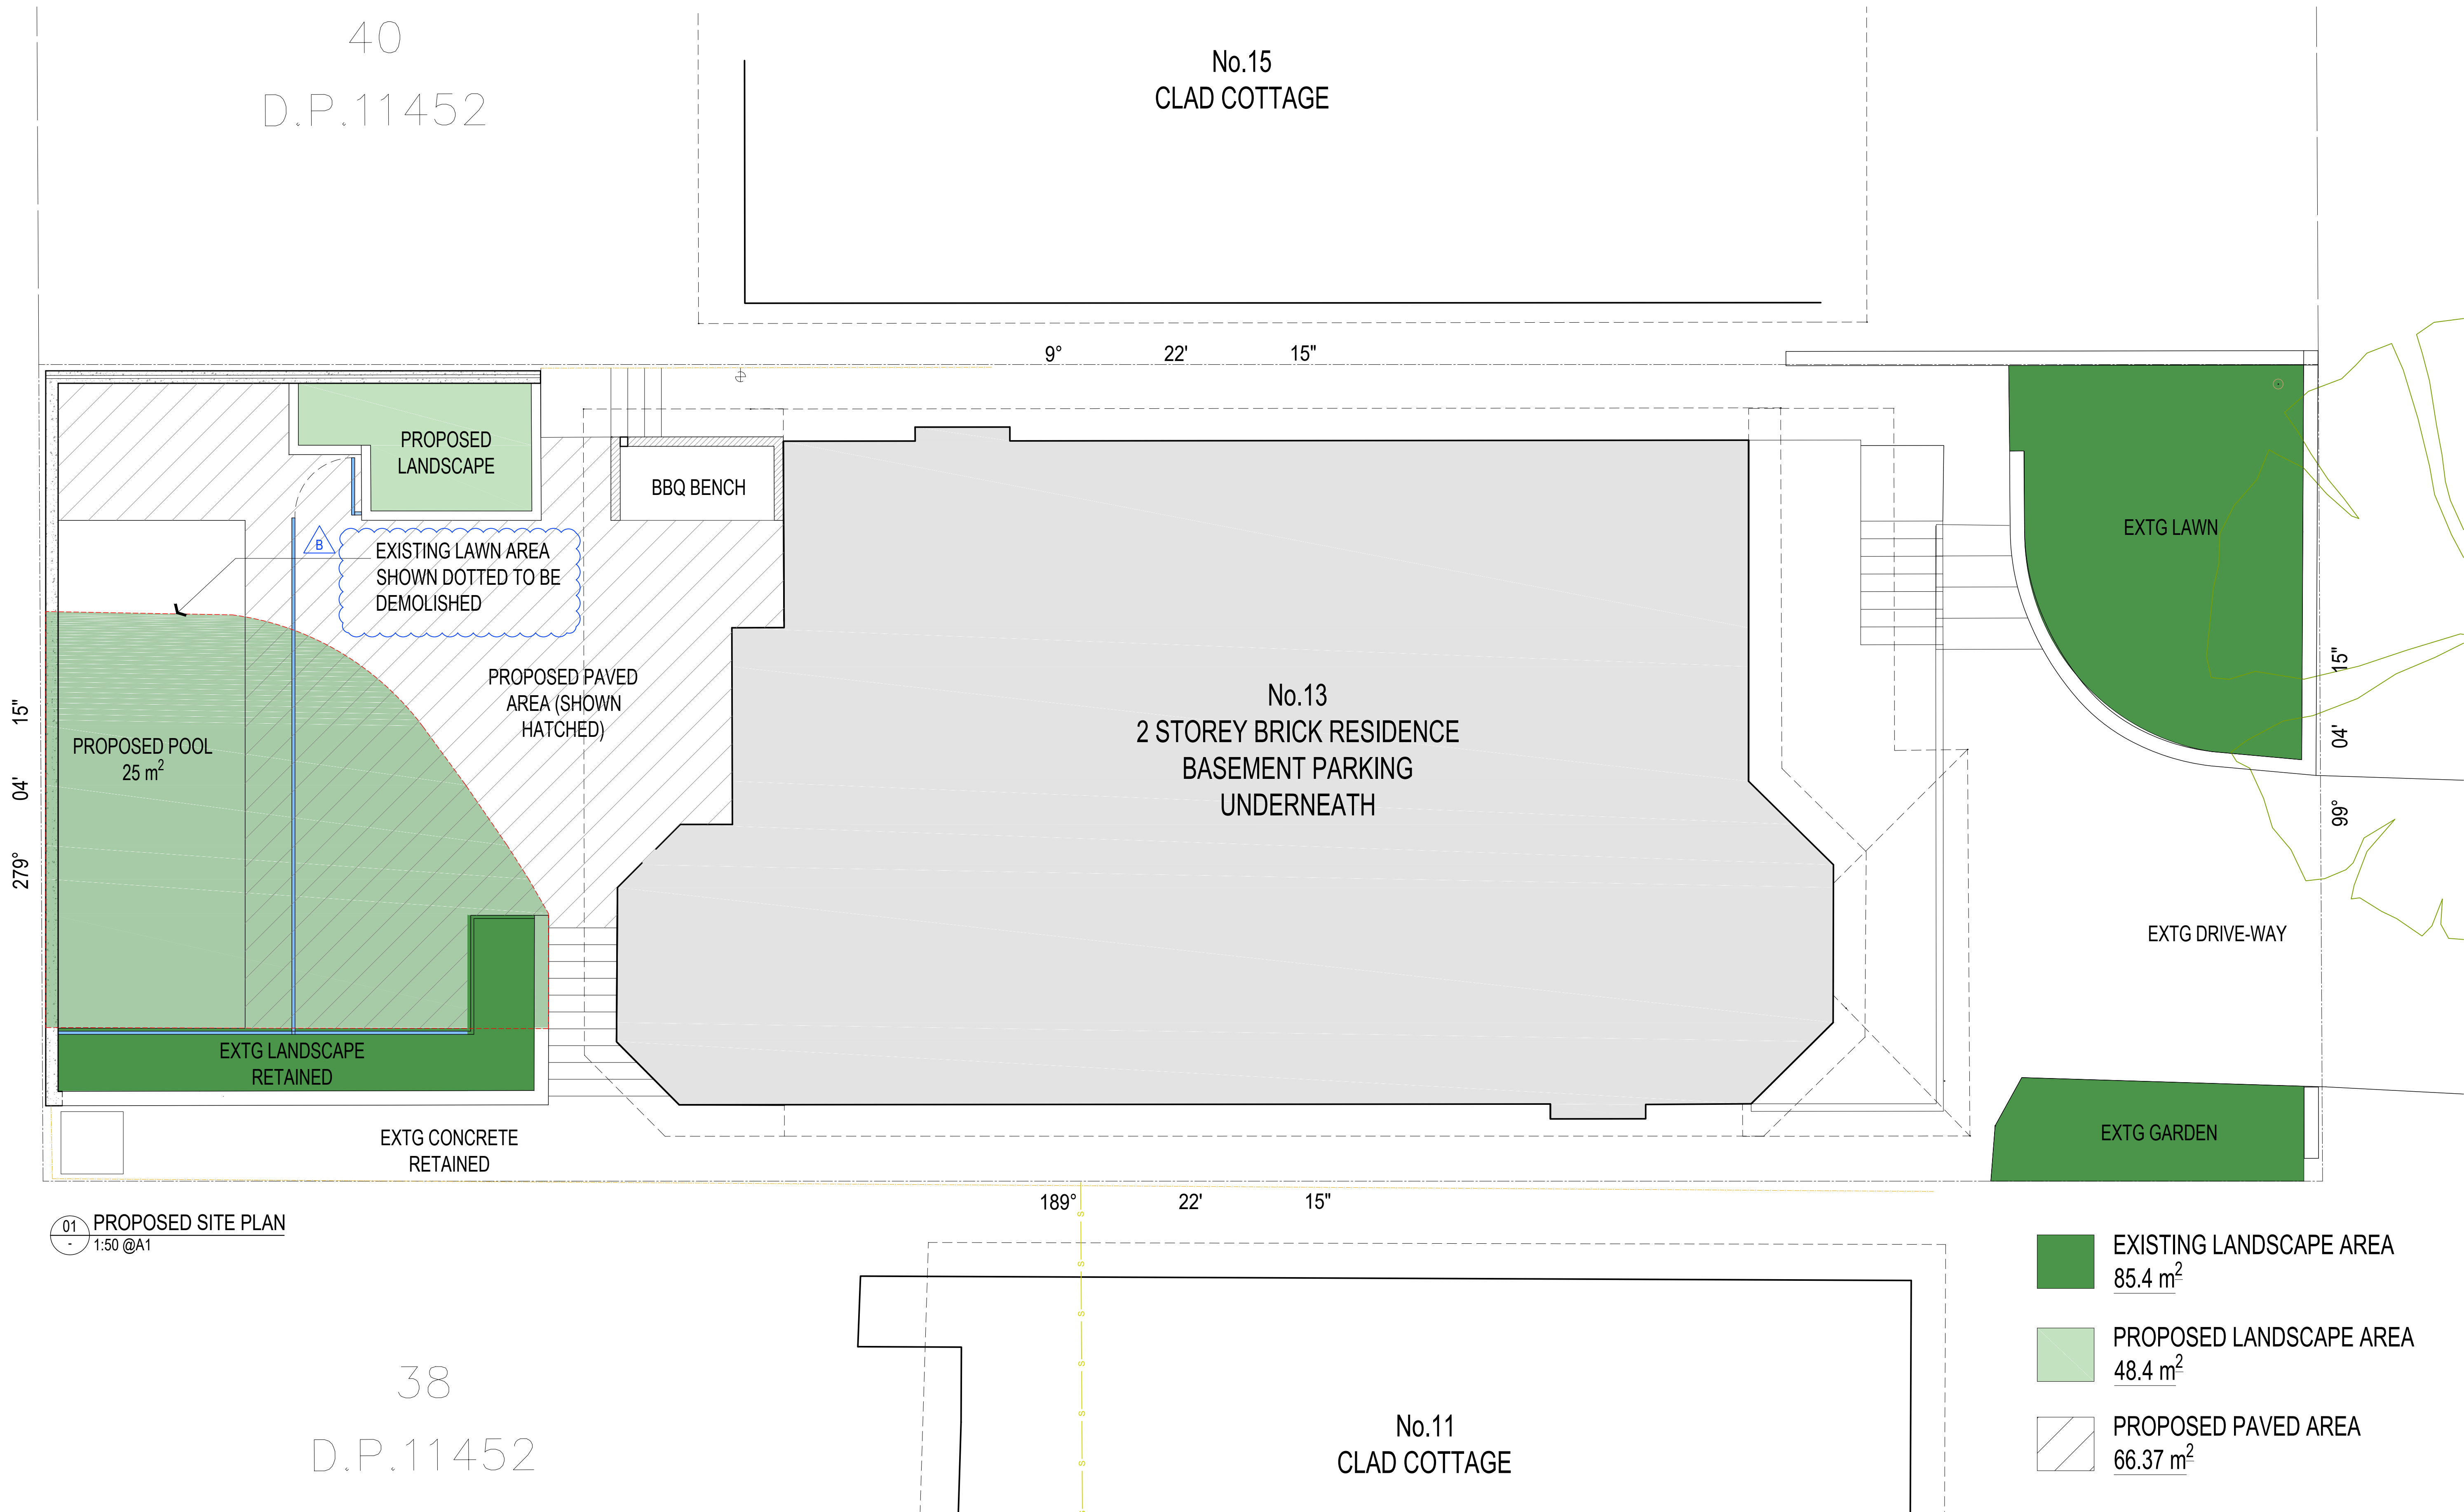 40
D.P.11452
No.15
CLAD COTTAGE
9° 22' 15"
PROPOSED
LANDSCAPE
BBQ BENCH
B
EXISTING LAWN AREA
SHOWN DOTTED TO BE
DEMOLISHED
EXTG LAWN
PROPOSED PAVED
AREA (SHOWN
HATCHED)
PROPOSED POOL
25 m²
279° 04' 15"
No.13
2 STOREY BRICK RESIDENCE
BASEMENT PARKING
UNDERNEATH
99° 04' 15"
EXTG DRIVE-WAY
EXTG LANDSCAPE
RETAINED
EXTG CONCRETE
RETAINED
EXTG GARDEN
189° 22' 15"
01
-
PROPOSED SITE PLAN
1:50 @A1
S
S
S
S
S
S
EXISTING LANDSCAPE AREA
85.4 m²
PROPOSED LANDSCAPE AREA
48.4 m²
PROPOSED PAVED AREA
66.37 m²
38
D.P.11452
No.11
CLAD COTTAGE